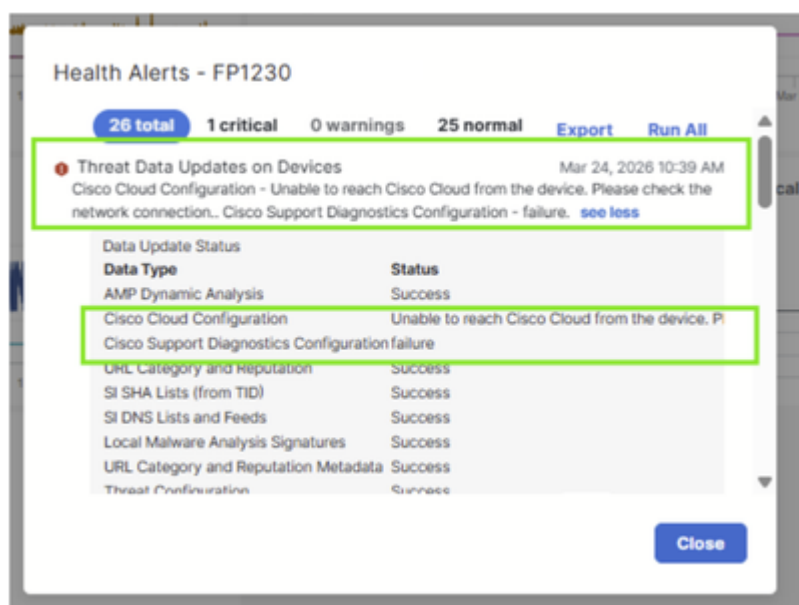 Health Alerts - FP1230
26 total 1 critical 0 warnings 25 normal Export Run All
Threat Data Updates on Devices Mar 24, 2026 10:39 AM
Cisco Cloud Configuration - Unable to reach Cisco Cloud from the device. Please check the
network connection.. Cisco Support Diagnostics Configuration - failure. see less
Data Update Status
Data Type Status
AMP Dynamic Analysis Success
Cisco Cloud Configuration Unable to reach Cisco Cloud from the device. Pl
Cisco Support Diagnostics Configuration failure
URL Category and Reputation Success
SI SHA Lists (from TID) Success
SI DNS Lists and Feeds Success
Local Malware Analysis Signatures Success
URL Category and Reputation Metadata Success
Threat Configuration Success
Close